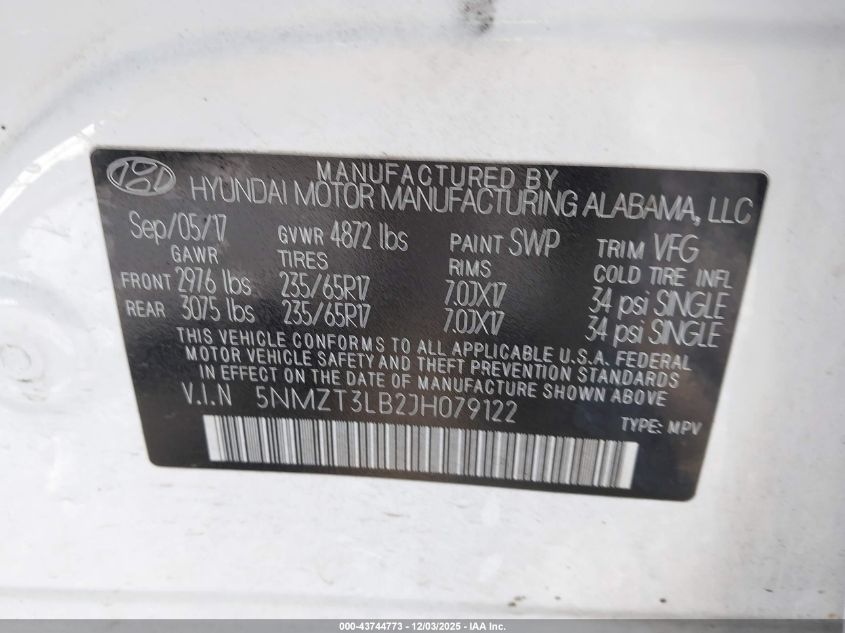 MANUFACTURED BY
HYUNDAI MOTOR MANUFACTURING ALABAMA, LLC
Sep/05/17 GVWR 4872 lbs PAINT SWP TRIM VFG
GAWR TIRES RIMS COLD TIRE INFL
FRONT 2976 lbs 235/65R17 7.0JX17 34 psi SINGLE
REAR 3075 lbs 235/65R17 7.0JX17 34 psi SINGLE
THIS VEHICLE CONFORMS TO ALL APPLICABLE U.S.A. FEDERAL
MOTOR VEHICLE SAFETY AND THEFT PREVENTION STANDARDS
IN EFFECT ON THE DATE OF MANUFACTURE SHOWN ABOVE.
V.I.N 5NMZT3LB2JH079122
TYPE: MPV
000-43744773 - 12/03/2025 - IAA Inc.